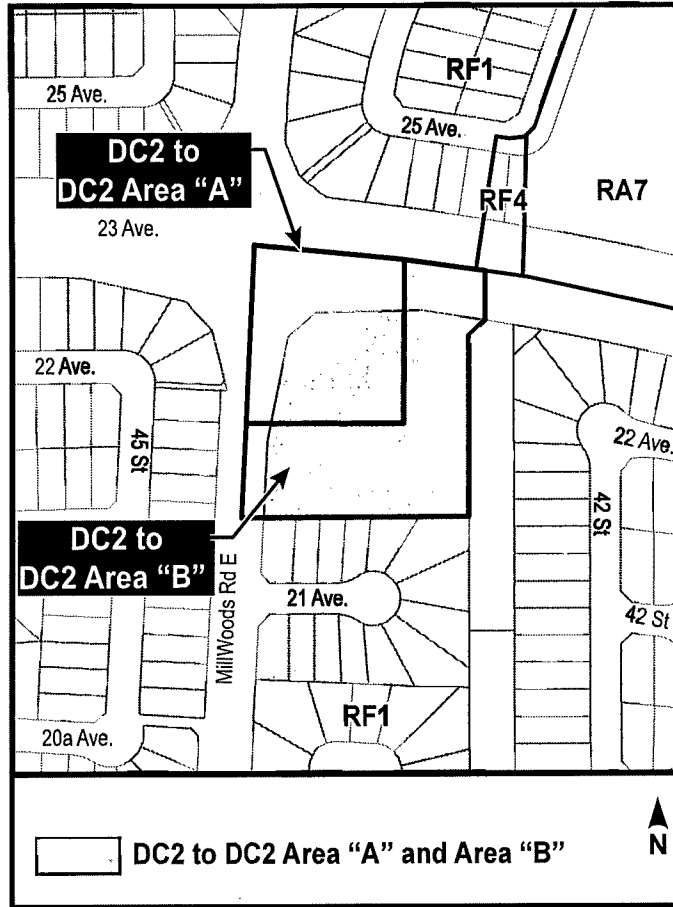 RF1
25 Ave.
25 Ave.
DC2 to
DC2 Area “A”
RF4
RA7
23 Ave.
22 Ave.
45 St
22 Ave.
42 St
DC2 to
DC2 Area “B”
MillWoods Rd E
21 Ave.
42 St
RF1
20a Ave.
DC2 to DC2 Area “A” and Area “B”
N